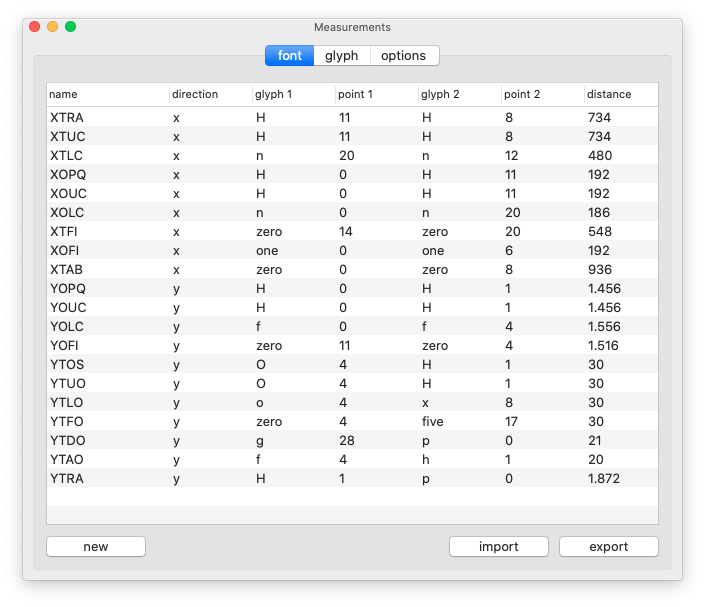 Measurements
font glyph options
name direction glyph 1 point 1 glyph 2 point 2 distance
XTRA x H 11 H 8 734
XTUC x H 11 H 8 734
XTLC x n 20 n 12 480
XOPQ x H 0 H 11 192
XOUC x H 0 H 11 192
XOLC x n 0 n 20 186
XTFI x zero 14 zero 20 548
XOFI x one 0 one 6 192
XTAB x zero 0 zero 8 936
YOPQ y H 0 H 1 1.456
YOUC y H 0 H 1 1.456
YOLC y f 0 f 4 1.556
YOFI y zero 11 zero 4 1.516
YTOS y O 4 H 1 30
YTUO y O 4 H 1 30
YTLO y o 4 x 8 30
YTFO y zero 4 five 17 30
YTDO y g 28 p 0 21
YTAO y f 4 h 1 20
YTRA y H 1 p 0 1.872
new import export